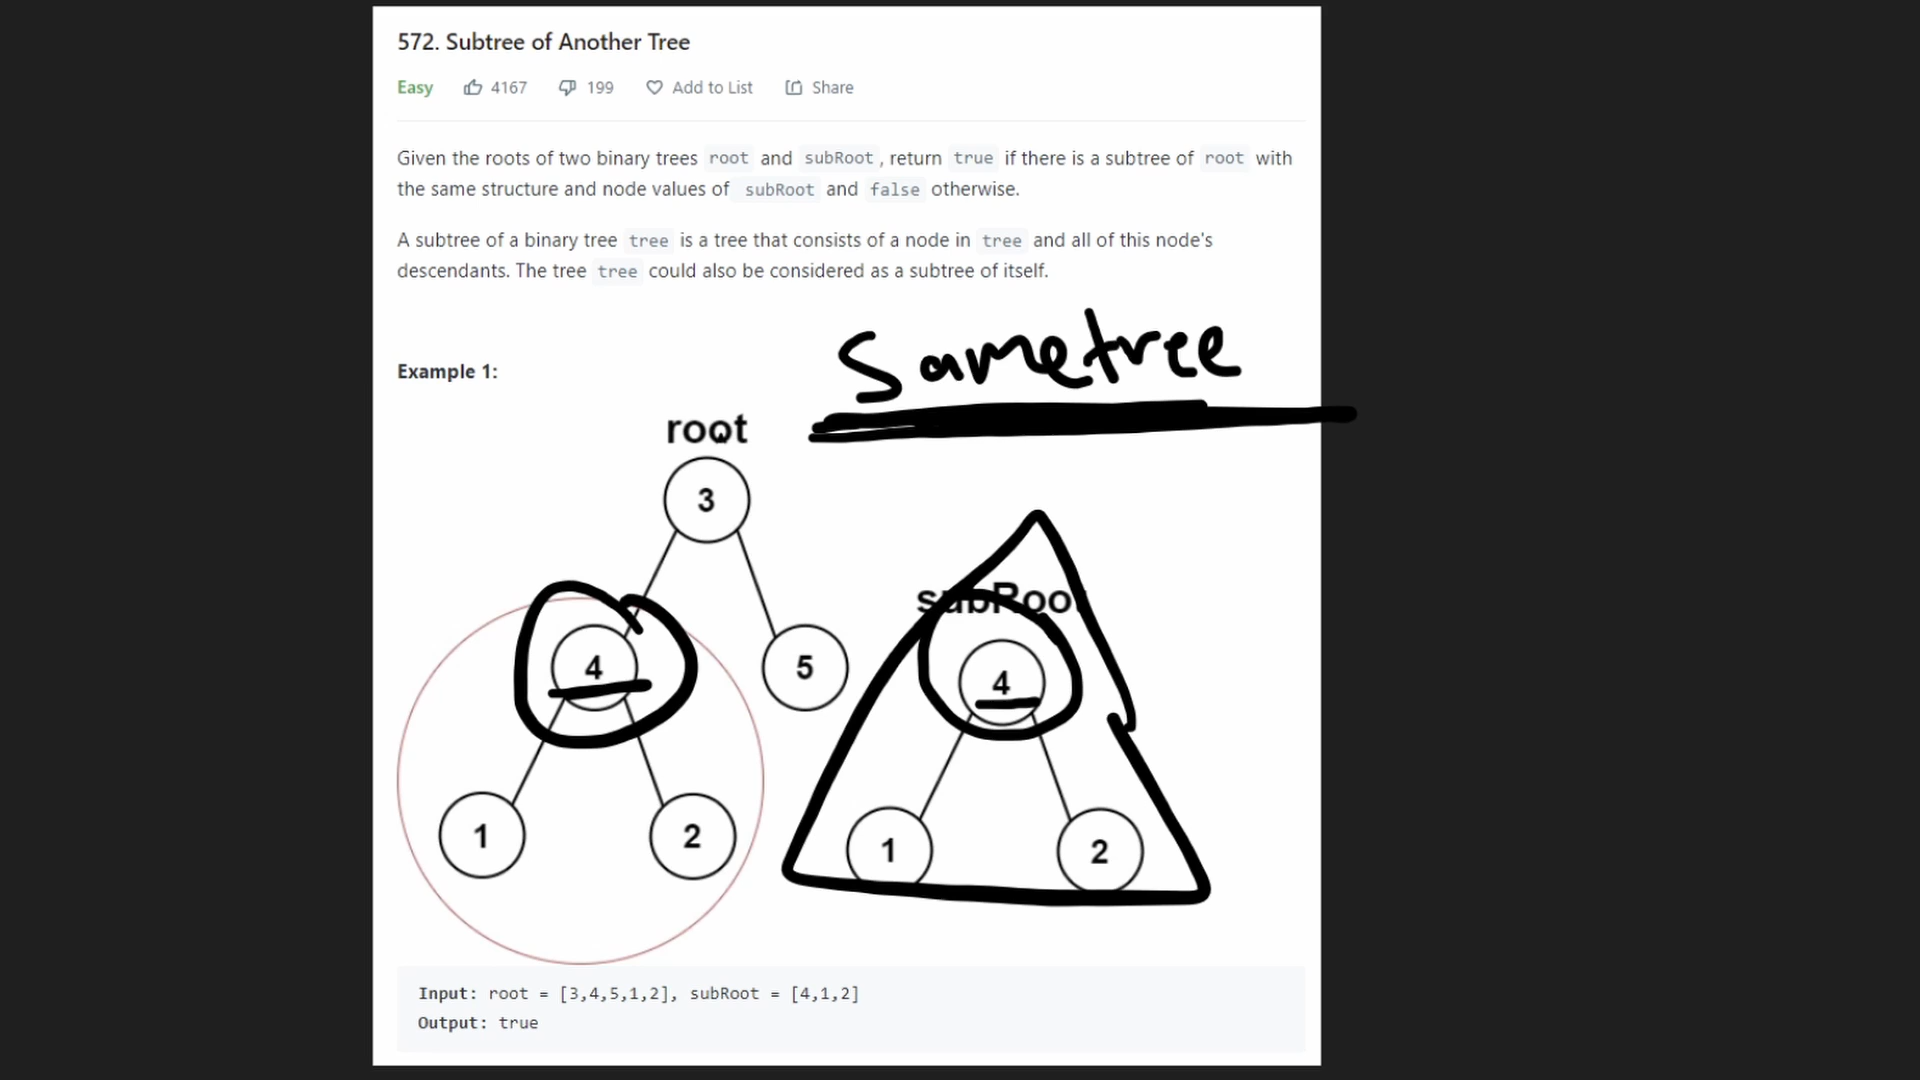 572. Subtree of Another Tree
Easy 4167 199 Add to List Share
Given the roots of two binary trees root and subRoot, return true if there is a subtree of root with
the same structure and node values of subRoot and false otherwise.
A subtree of a binary tree tree is a tree that consists of a node in tree and all of this node's
descendants. The tree tree could also be considered as a subtree of itself.
Sametree
Example 1:
root
3
subRoot
4
5
4
1
2
1
2
Input: root = [3,4,5,1,2], subRoot = [4,1,2]
Output: true